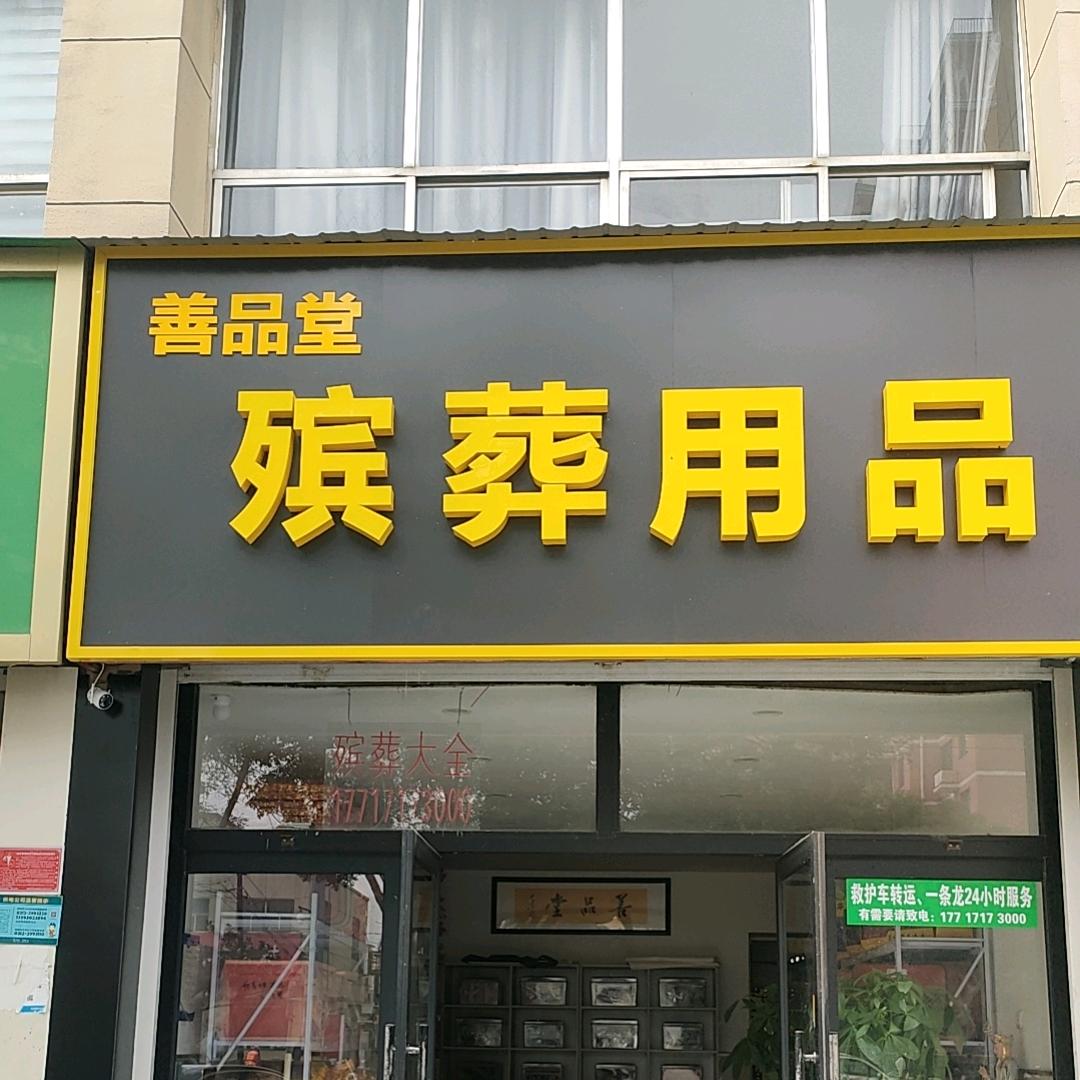 善品堂
殡葬用品
殡葬大全
17717173000
善品堂
救护车转运、一条龙24小时服务
有需要请致电：177 1717 3000